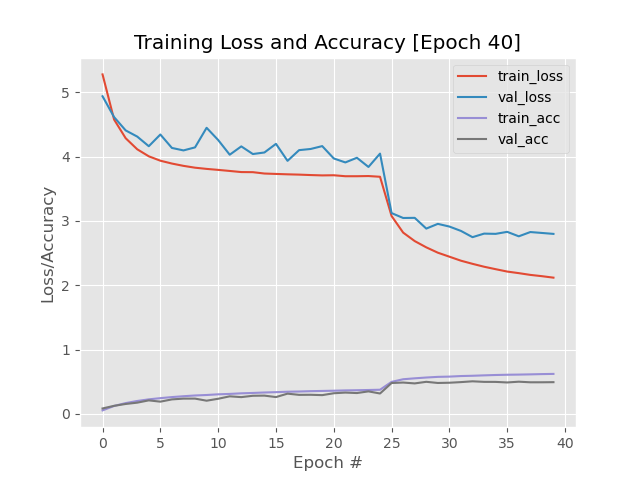 Training Loss and Accuracy [Epoch 40]
train_loss
val_loss
train_acc
val_acc
Loss/Accuracy
5
4
3
2
1
0
0 5 10 15 20 25 30 35 40
Epoch #